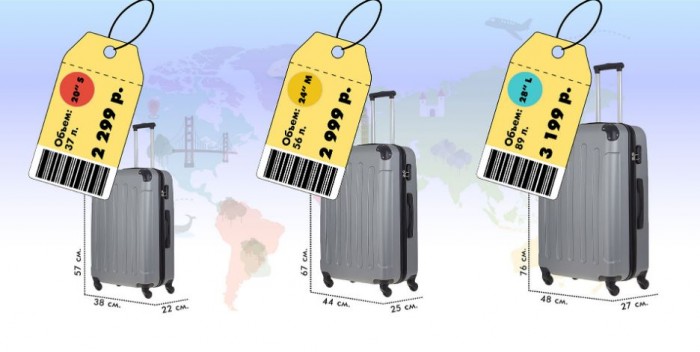 20″ S
Объем:
37 л.
2 299 р.
57 см.
38 см.
22 см.
24″ M
Объем:
56 л.
2 999 р.
67 см.
44 см.
25 см.
28″ L
Объем:
89 л.
3 199 р.
76 см.
48 см.
27 см.